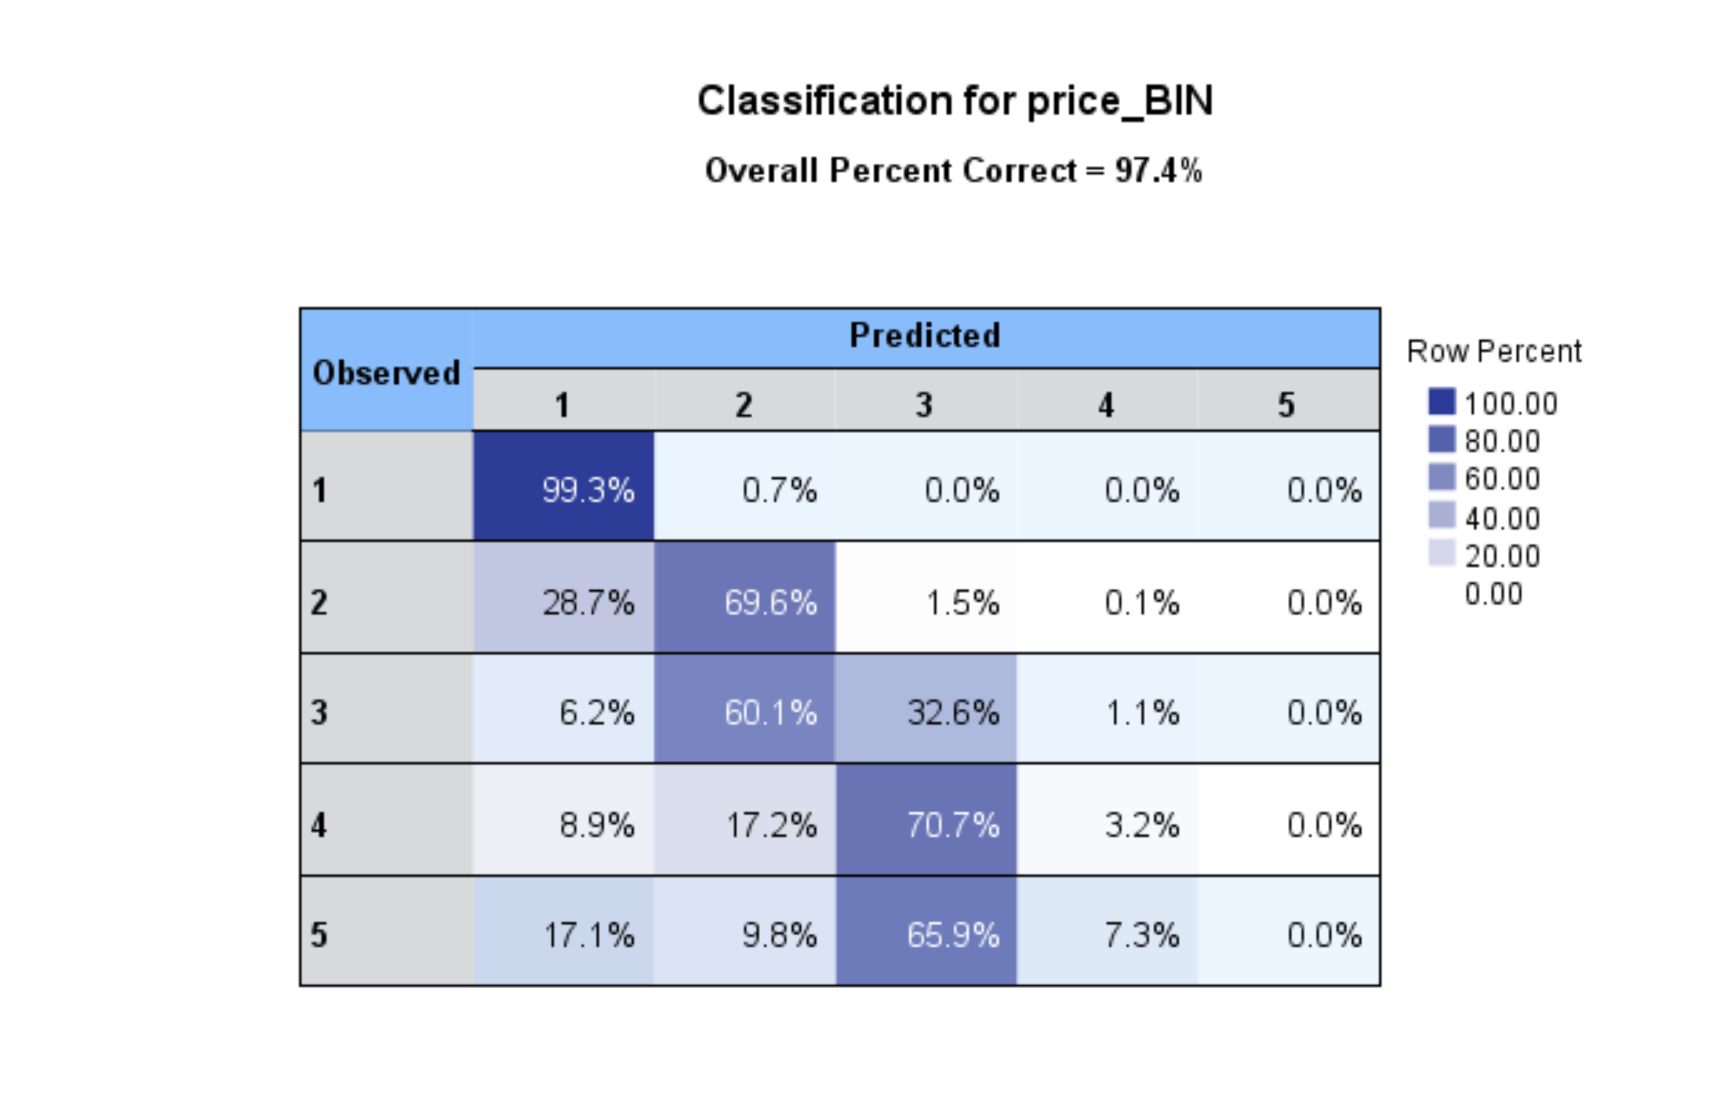 Classification for price_BIN
Overall Percent Correct = 97.4%
Observed
Predicted
1 2 3 4 5
1 99.3% 0.7% 0.0% 0.0% 0.0%
2 28.7% 69.6% 1.5% 0.1% 0.0%
3 6.2% 60.1% 32.6% 1.1% 0.0%
4 8.9% 17.2% 70.7% 3.2% 0.0%
5 17.1% 9.8% 65.9% 7.3% 0.0%
Row Percent
100.00
80.00
60.00
40.00
20.00
0.00